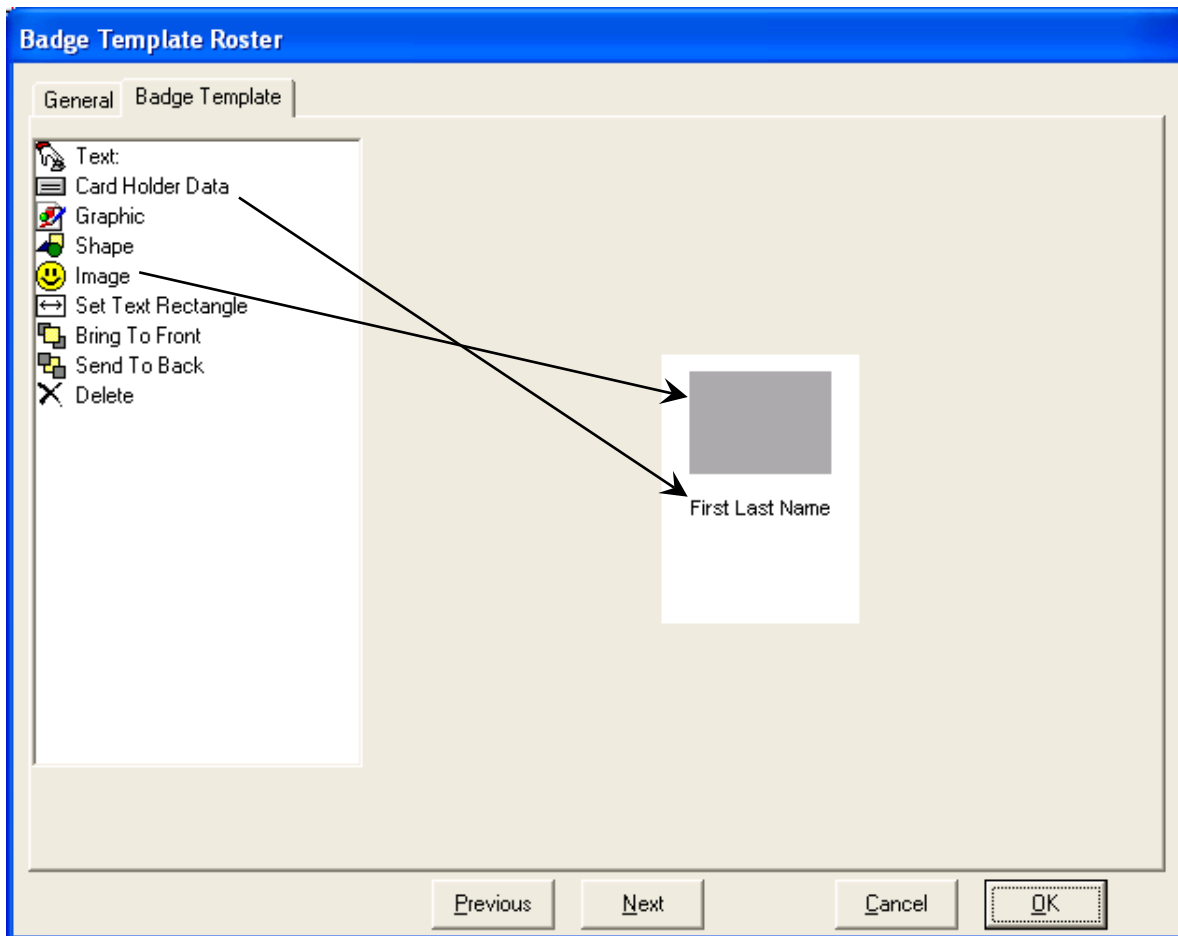 Badge Template Roster
General Badge Template
Text:
Card Holder Data
Graphic
Shape
Image
Set Text Rectangle
Bring To Front
Send To Back
Delete
First Last Name
Previous Next Cancel OK